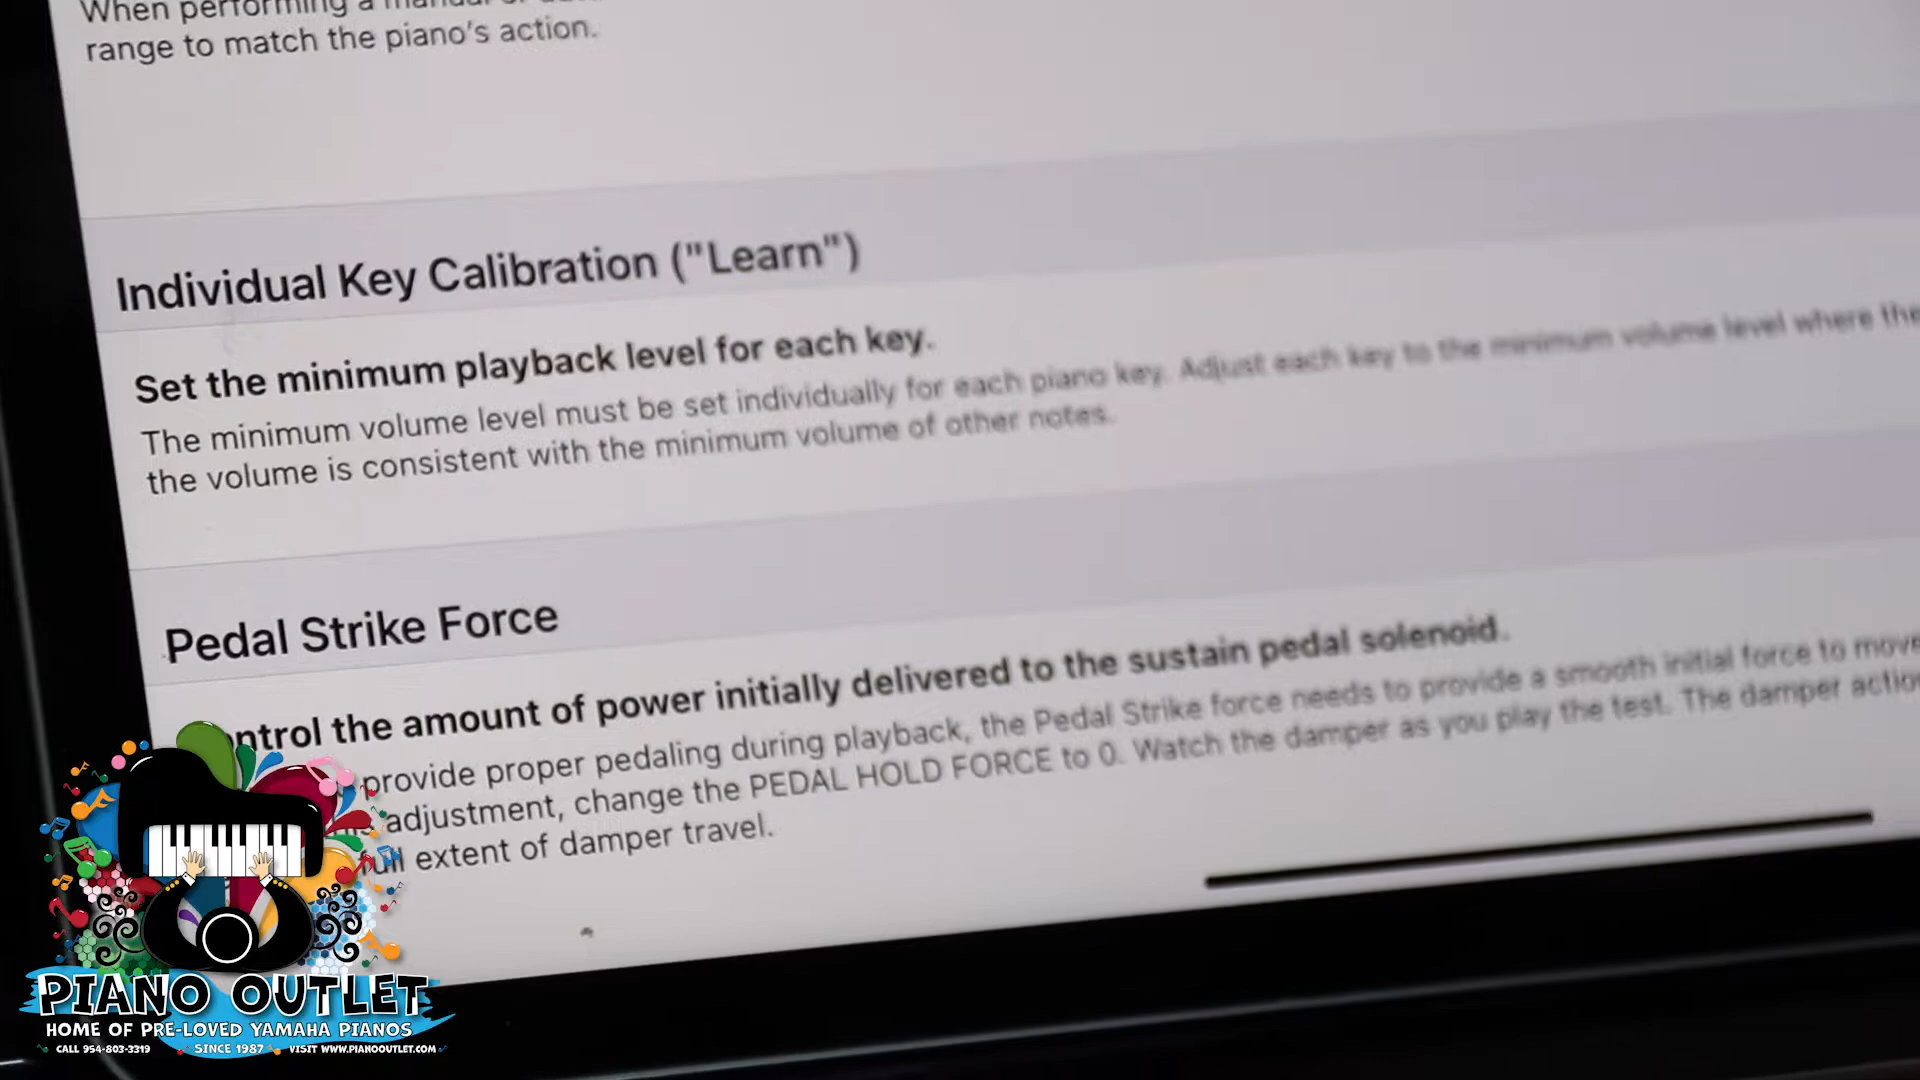 When performing a
range to match the piano's action.
Individual Key Calibration ("Learn")
Set the minimum playback level for each key.
The minimum volume level must be set individually for each piano key. Adjust each key to the minimum volume level where the
the volume is consistent with the minimum volume of other notes.
Pedal Strike Force
ntrol the amount of power initially delivered to the sustain pedal solenoid.
provide proper pedaling during playback, the Pedal Strike force needs to provide a smooth initial force to move
adjustment, change the PEDAL HOLD FORCE to 0. Watch the damper as you play the test. The damper actio
full extent of damper travel.
PIANO OUTLET
HOME OF PRE-LOVED YAMAHA PIANOS
CALL 954-803-3319 SINCE 1987 VISIT WWW.PIANOOUTLET.COM